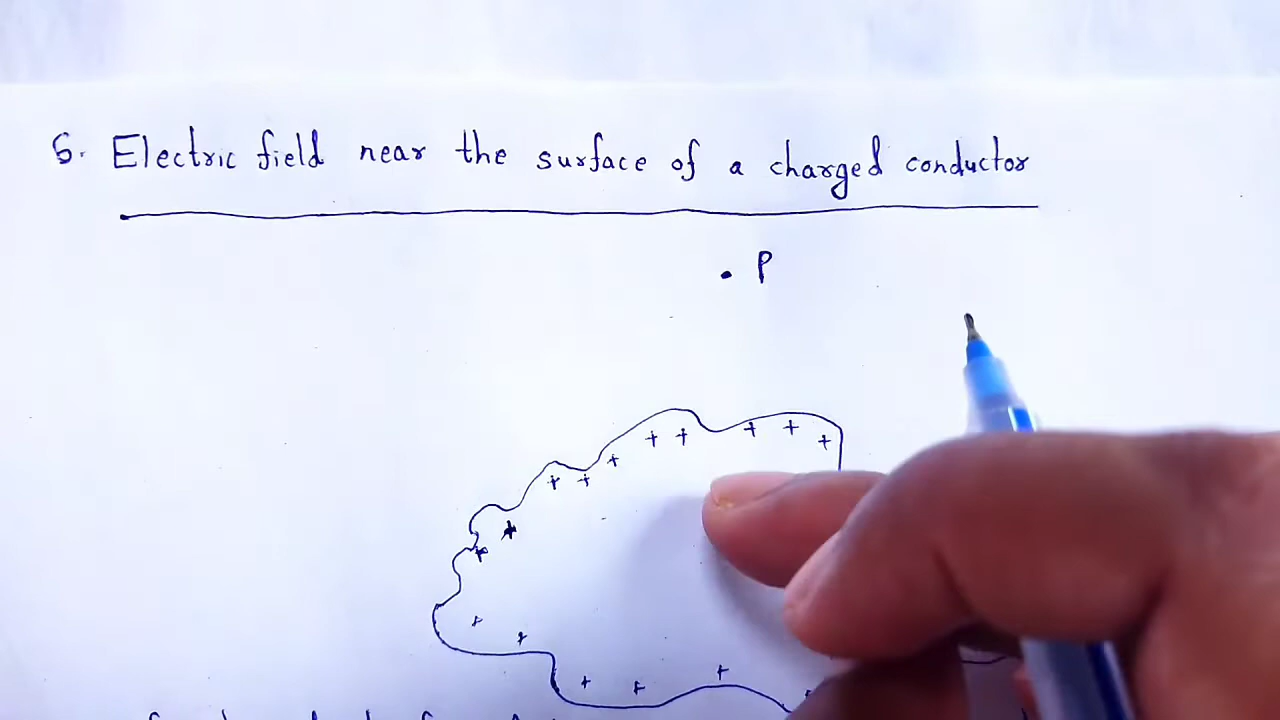 6. Electric field near the surface of a charged conductor
. P
+ + + + +
+ + +
+ +
+ +
+ + +